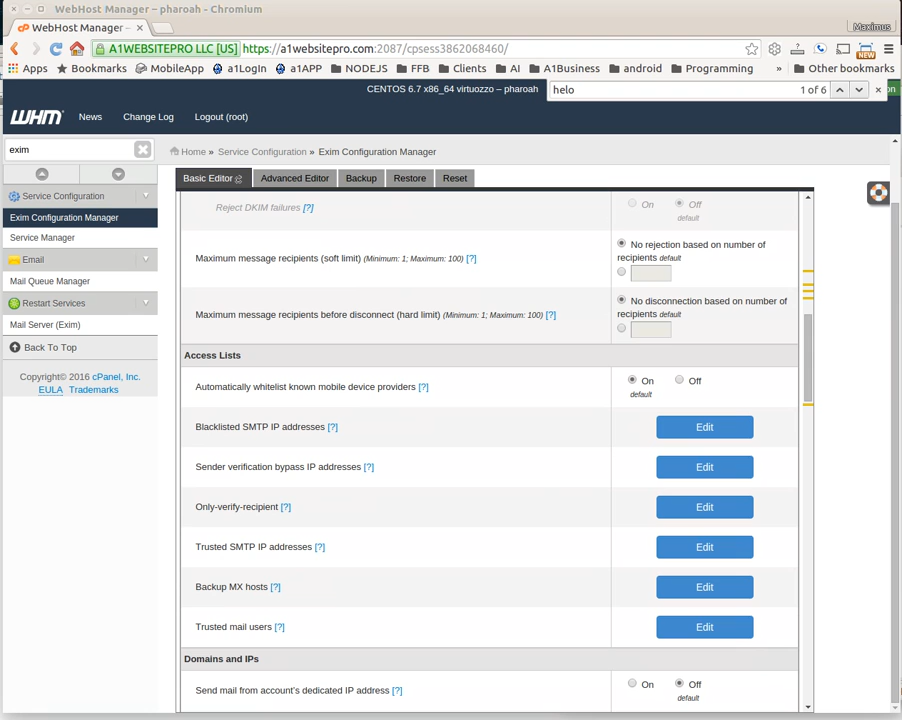 WebHost Manager – pharoah - Chromium
WebHost Manager -
Maximus
A1WEBSITEPRO LLC [US] https://a1websitepro.com:2087/cpsess3862068460/
NEW
Apps Bookmarks MobileApp a1LogIn a1APP NODEJS FFB Clients AI A1Business android Programming » Other bookmarks
CENTOS 6.7 x86_64 virtuozzo – pharoah
helo 1 of 6
WHM News Change Log Logout (root)
exim
Home » Service Configuration » Exim Configuration Manager
Basic Editor Advanced Editor Backup Restore Reset
Service Configuration
Exim Configuration Manager
Service Manager
Email
Mail Queue Manager
Restart Services
Mail Server (Exim)
Back To Top
Copyright© 2016 cPanel, Inc.
EULA Trademarks
Reject DKIM failures [?] On Off
default
Maximum message recipients (soft limit) (Minimum: 1; Maximum: 100) [?] No rejection based on number of
recipients default
Maximum message recipients before disconnect (hard limit) (Minimum: 1; Maximum: 100) [?] No disconnection based on number of
recipients default
Access Lists
Automatically whitelist known mobile device providers [?] On Off
default
Blacklisted SMTP IP addresses [?] Edit
Sender verification bypass IP addresses [?] Edit
Only-verify-recipient [?] Edit
Trusted SMTP IP addresses [?] Edit
Backup MX hosts [?] Edit
Trusted mail users [?] Edit
Domains and IPs
Send mail from account's dedicated IP address [?] On Off
default